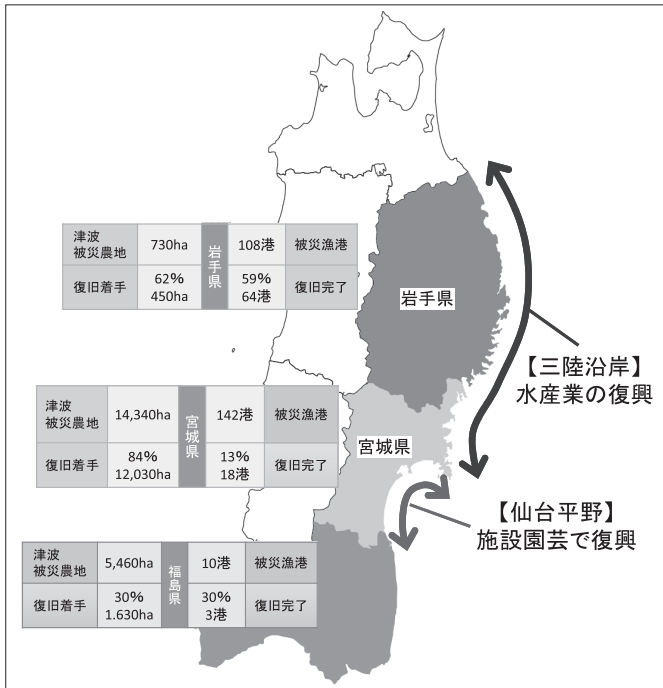 津波
被災農地
730ha
岩手県
108港
被災漁港
復旧着手
62%
450ha
59%
64港
復旧完了
岩手県
【三陸沿岸】
水産業の復興
津波
被災農地
14,340ha
宮城県
142港
被災漁港
復旧着手
84%
12,030ha
13%
18港
復旧完了
宮城県
【仙台平野】
施設園芸で復興
津波
被災農地
5,460ha
福島県
10港
被災漁港
復旧着手
30%
1.630ha
30%
3港
復旧完了